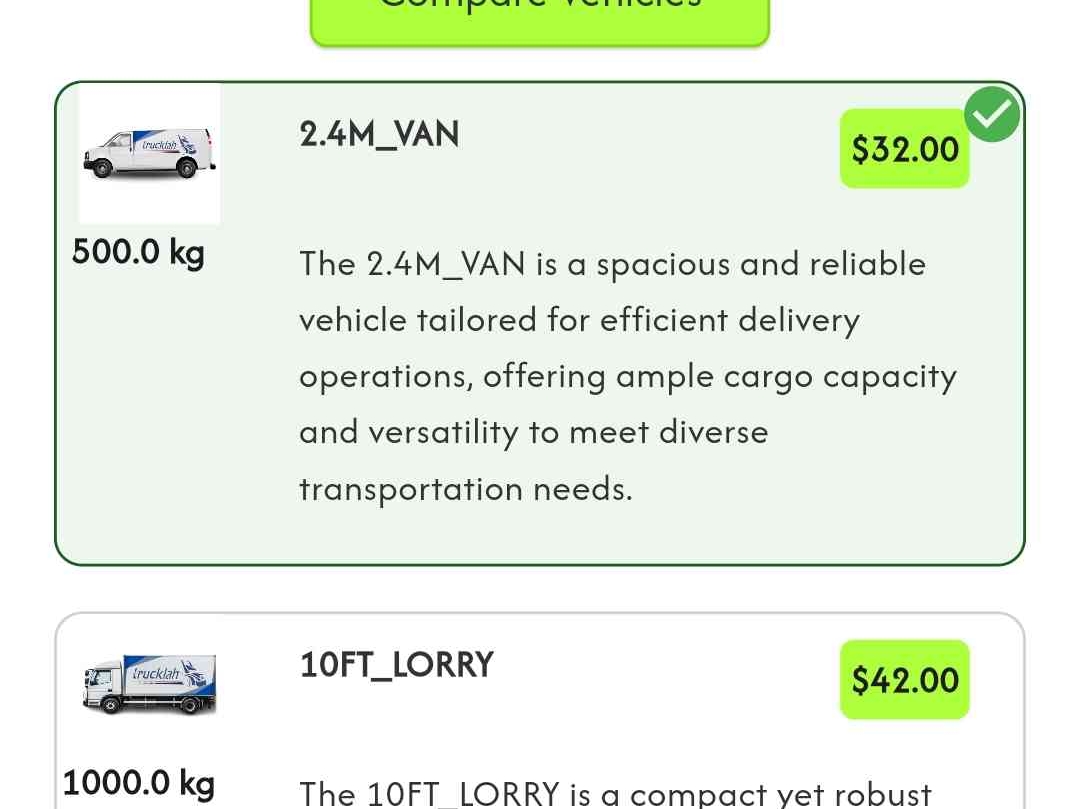 Compare Vehicles
trucklah
2.4M_VAN
$32.00
500.0 kg
The 2.4M_VAN is a spacious and reliable
vehicle tailored for efficient delivery
operations, offering ample cargo capacity
and versatility to meet diverse
transportation needs.
trucklah
10FT_LORRY
$42.00
1000.0 kg
The 10FT_LORRY is a compact yet robust